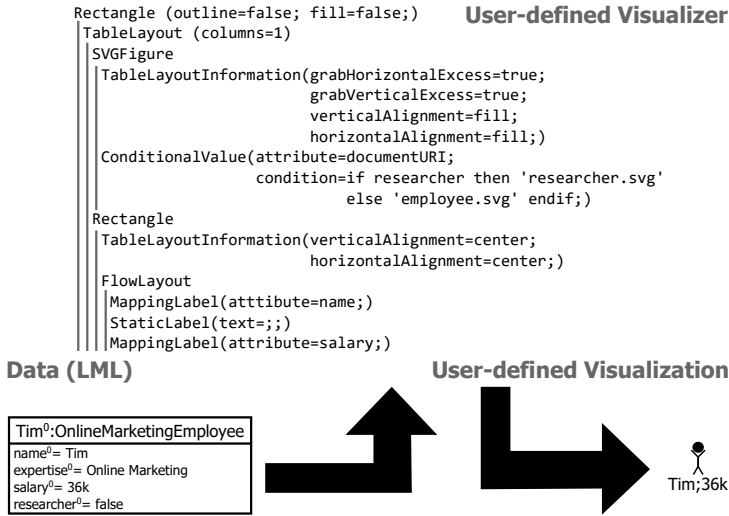 Rectangle (outline=false; fill=false;)
User-defined Visualizer
TableLayout (columns=1)
SVGFigure
TableLayoutInformation(grabHorizontalExcess=true;
grabVerticalExcess=true;
verticalAlignment=fill;
horizontalAlignment=fill;)
ConditionalValue(attribute=documentURI;
condition=if researcher then 'researcher.svg'
else 'employee.svg' endif;)
Rectangle
TableLayoutInformation(verticalAlignment=center;
horizontalAlignment=center;)
FlowLayout
MappingLabel(atttibute=name;)
StaticLabel(text=;;)
MappingLabel(attribute=salary;)
Data (LML)
User-defined Visualization
Tim⁰:OnlineMarketingEmployee
name⁰= Tim
expertise⁰= Online Marketing
salary⁰= 36k
researcher⁰= false
Tim;36k